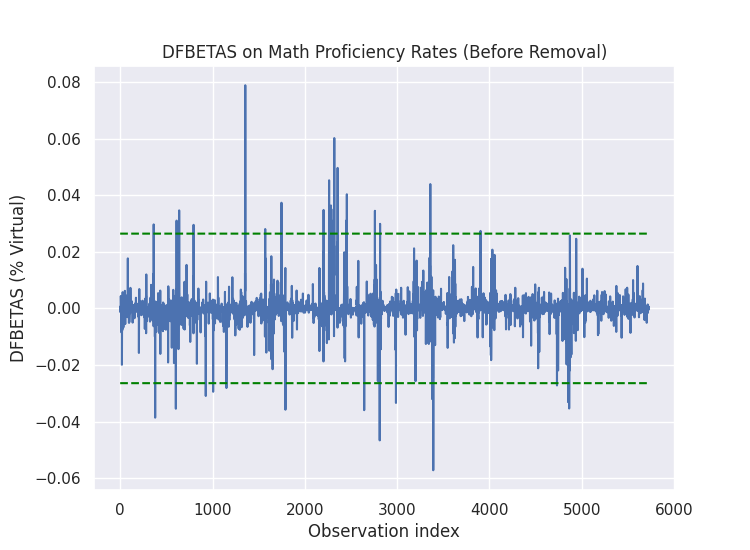 DFBETAS on Math Proficiency Rates (Before Removal)
DFBETAS (% Virtual)
0.08
0.06
0.04
0.02
0.00
−0.02
−0.04
−0.06
0 1000 2000 3000 4000 5000 6000
Observation index